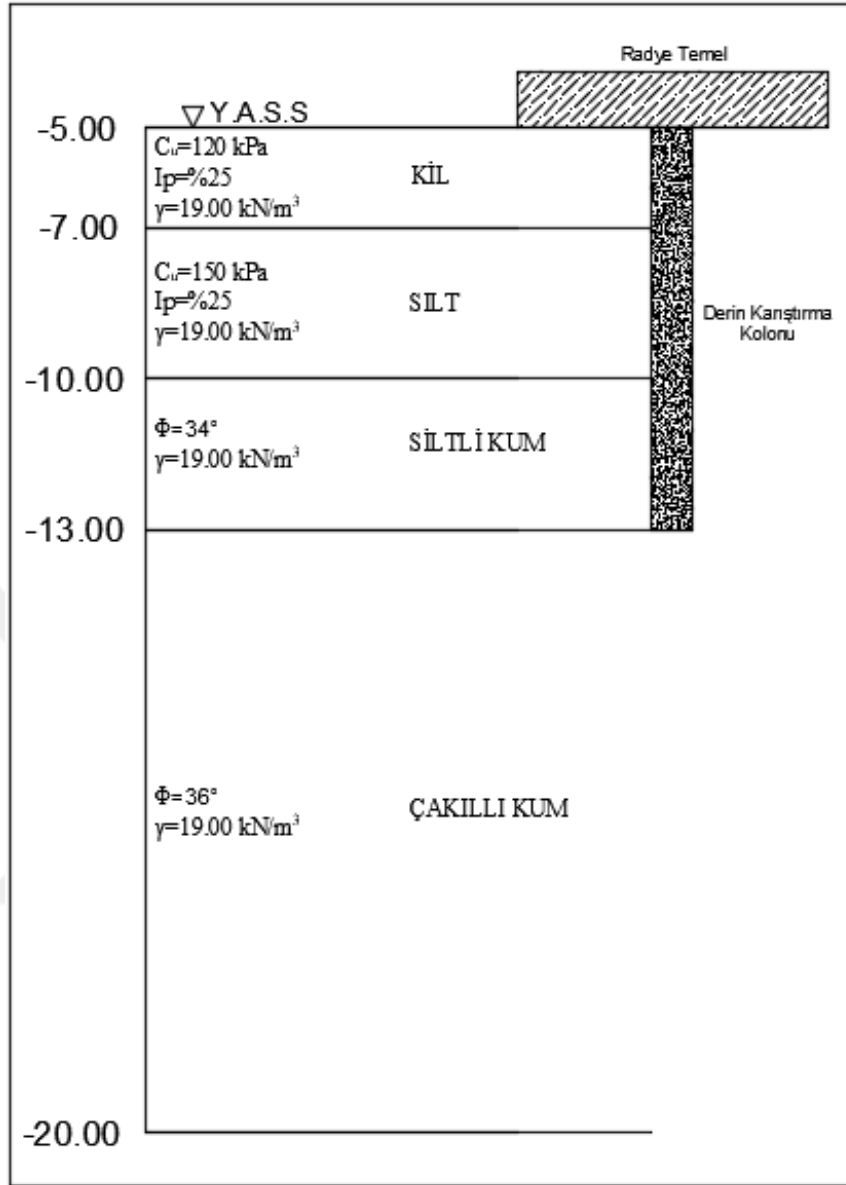 Radye Temel
Y.A.S.S
-5.00
Cᵤ=120 kPa
Ip=%25
γ=19.00 kN/m³
KİL
-7.00
Cᵤ=150 kPa
Ip=%25
γ=19.00 kN/m³
SILT
Derin Karıştırma
Kolonu
-10.00
Φ=34°
γ=19.00 kN/m³
SİLTLİ KUM
-13.00
Φ=36°
γ=19.00 kN/m³
ÇAKILLI KUM
-20.00